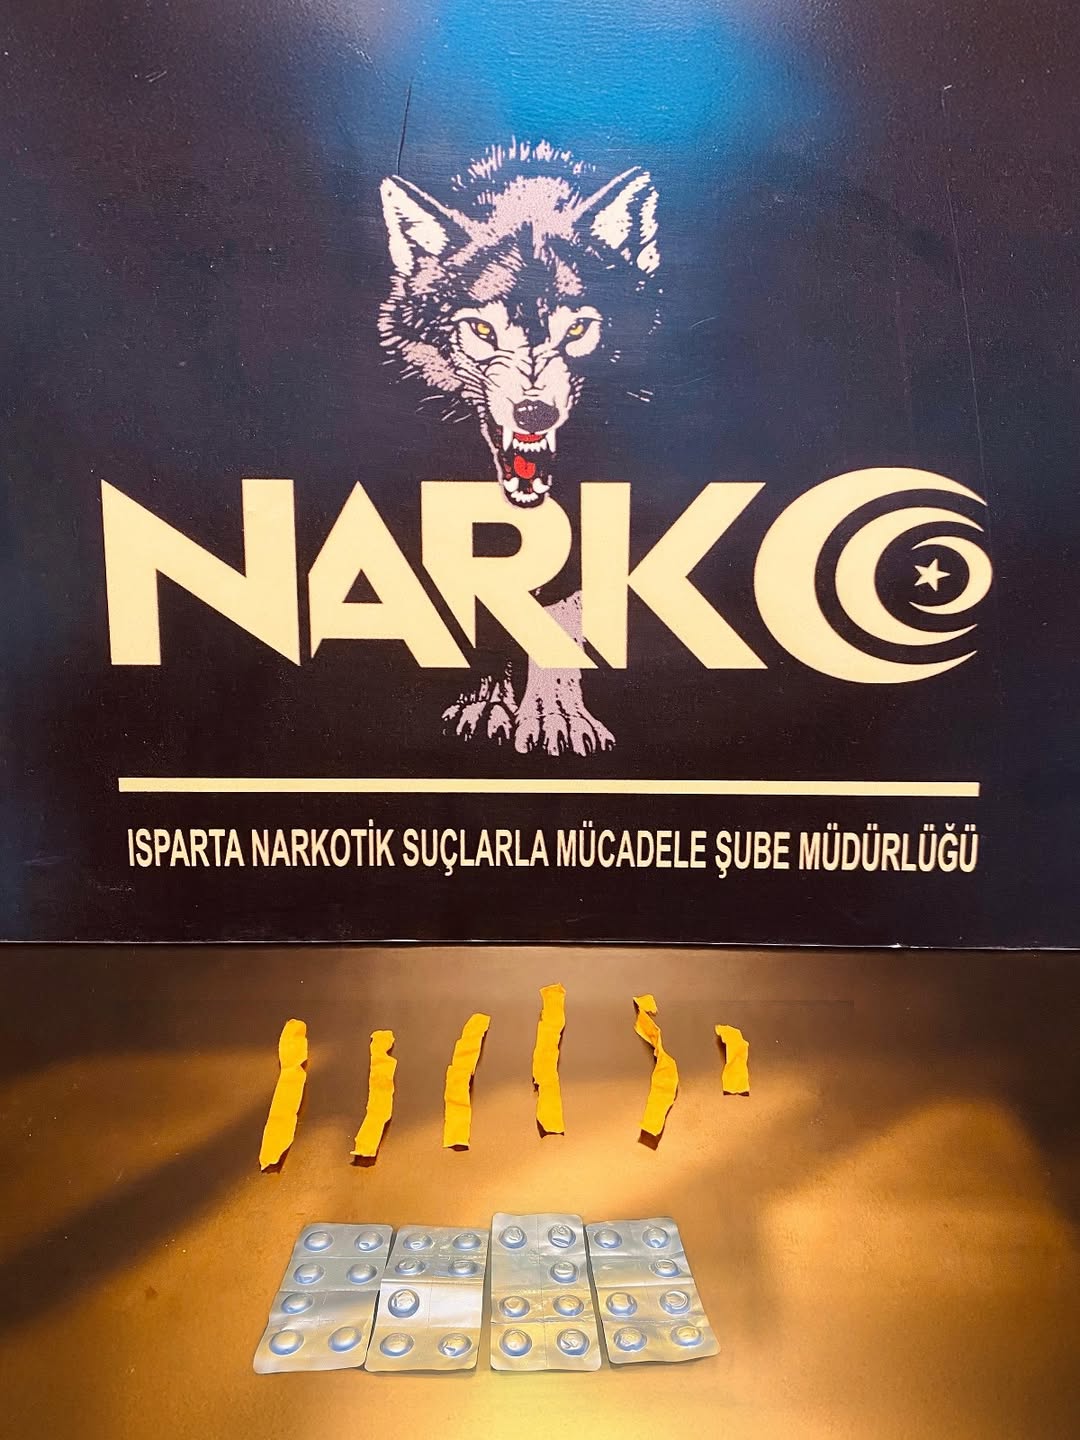 NARKO
ISPARTA NARKOTİK SUÇLARLA MÜCADELE ŞUBE MÜDÜRLÜĞÜ